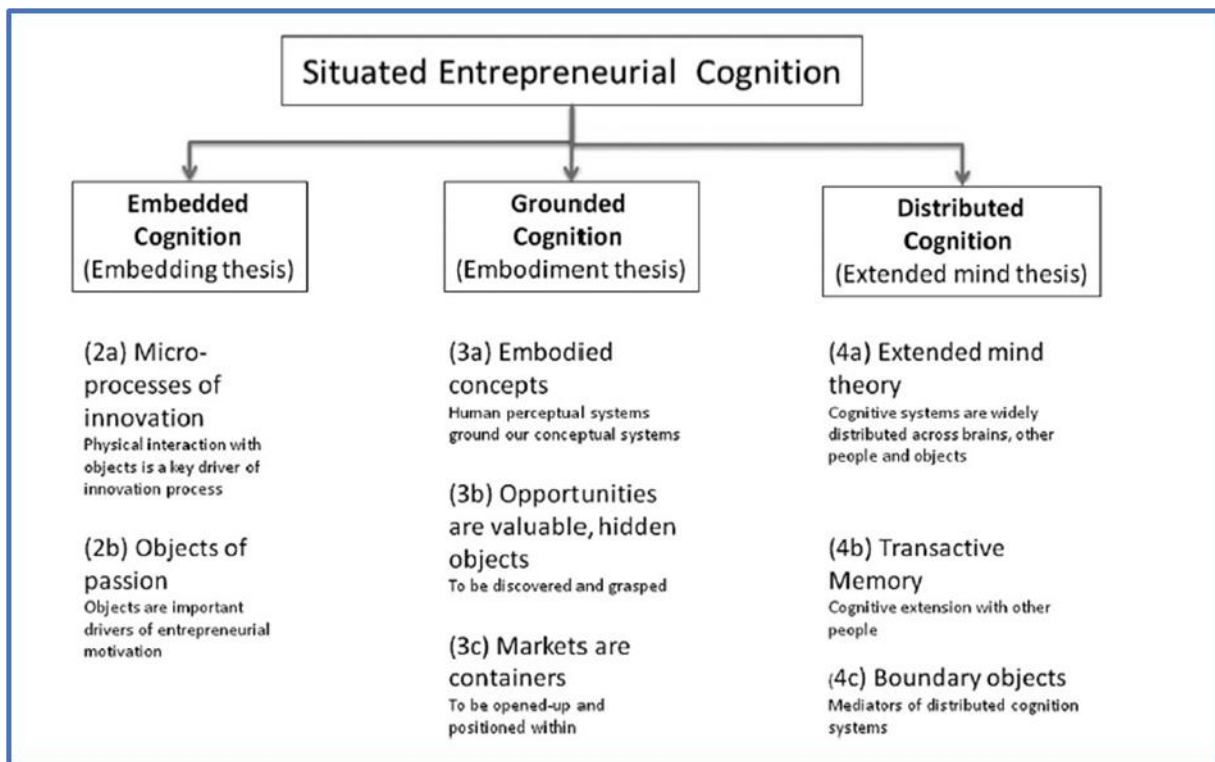 Situated Entrepreneurial Cognition
Embedded
Cognition
(Embedding thesis)
(2a) Micro-
processes of
innovation
Physical interaction with
objects is a key driver of
innovation process
(2b) Objects of
passion
Objects are important
drivers of entrepreneurial
motivation
Grounded
Cognition
(Embodiment thesis)
(3a) Embodied
concepts
Human perceptual systems
ground our conceptual systems
(3b) Opportunities
are valuable, hidden
objects
To be discovered and grasped
(3c) Markets are
containers
To be opened-up and
positioned within
Distributed
Cognition
(Extended mind thesis)
(4a) Extended mind
theory
Cognitive systems are widely
distributed across brains, other
people and objects
(4b) Transactive
Memory
Cognitive extension with other
people
(4c) Boundary objects
Mediators of distributed cognition
systems